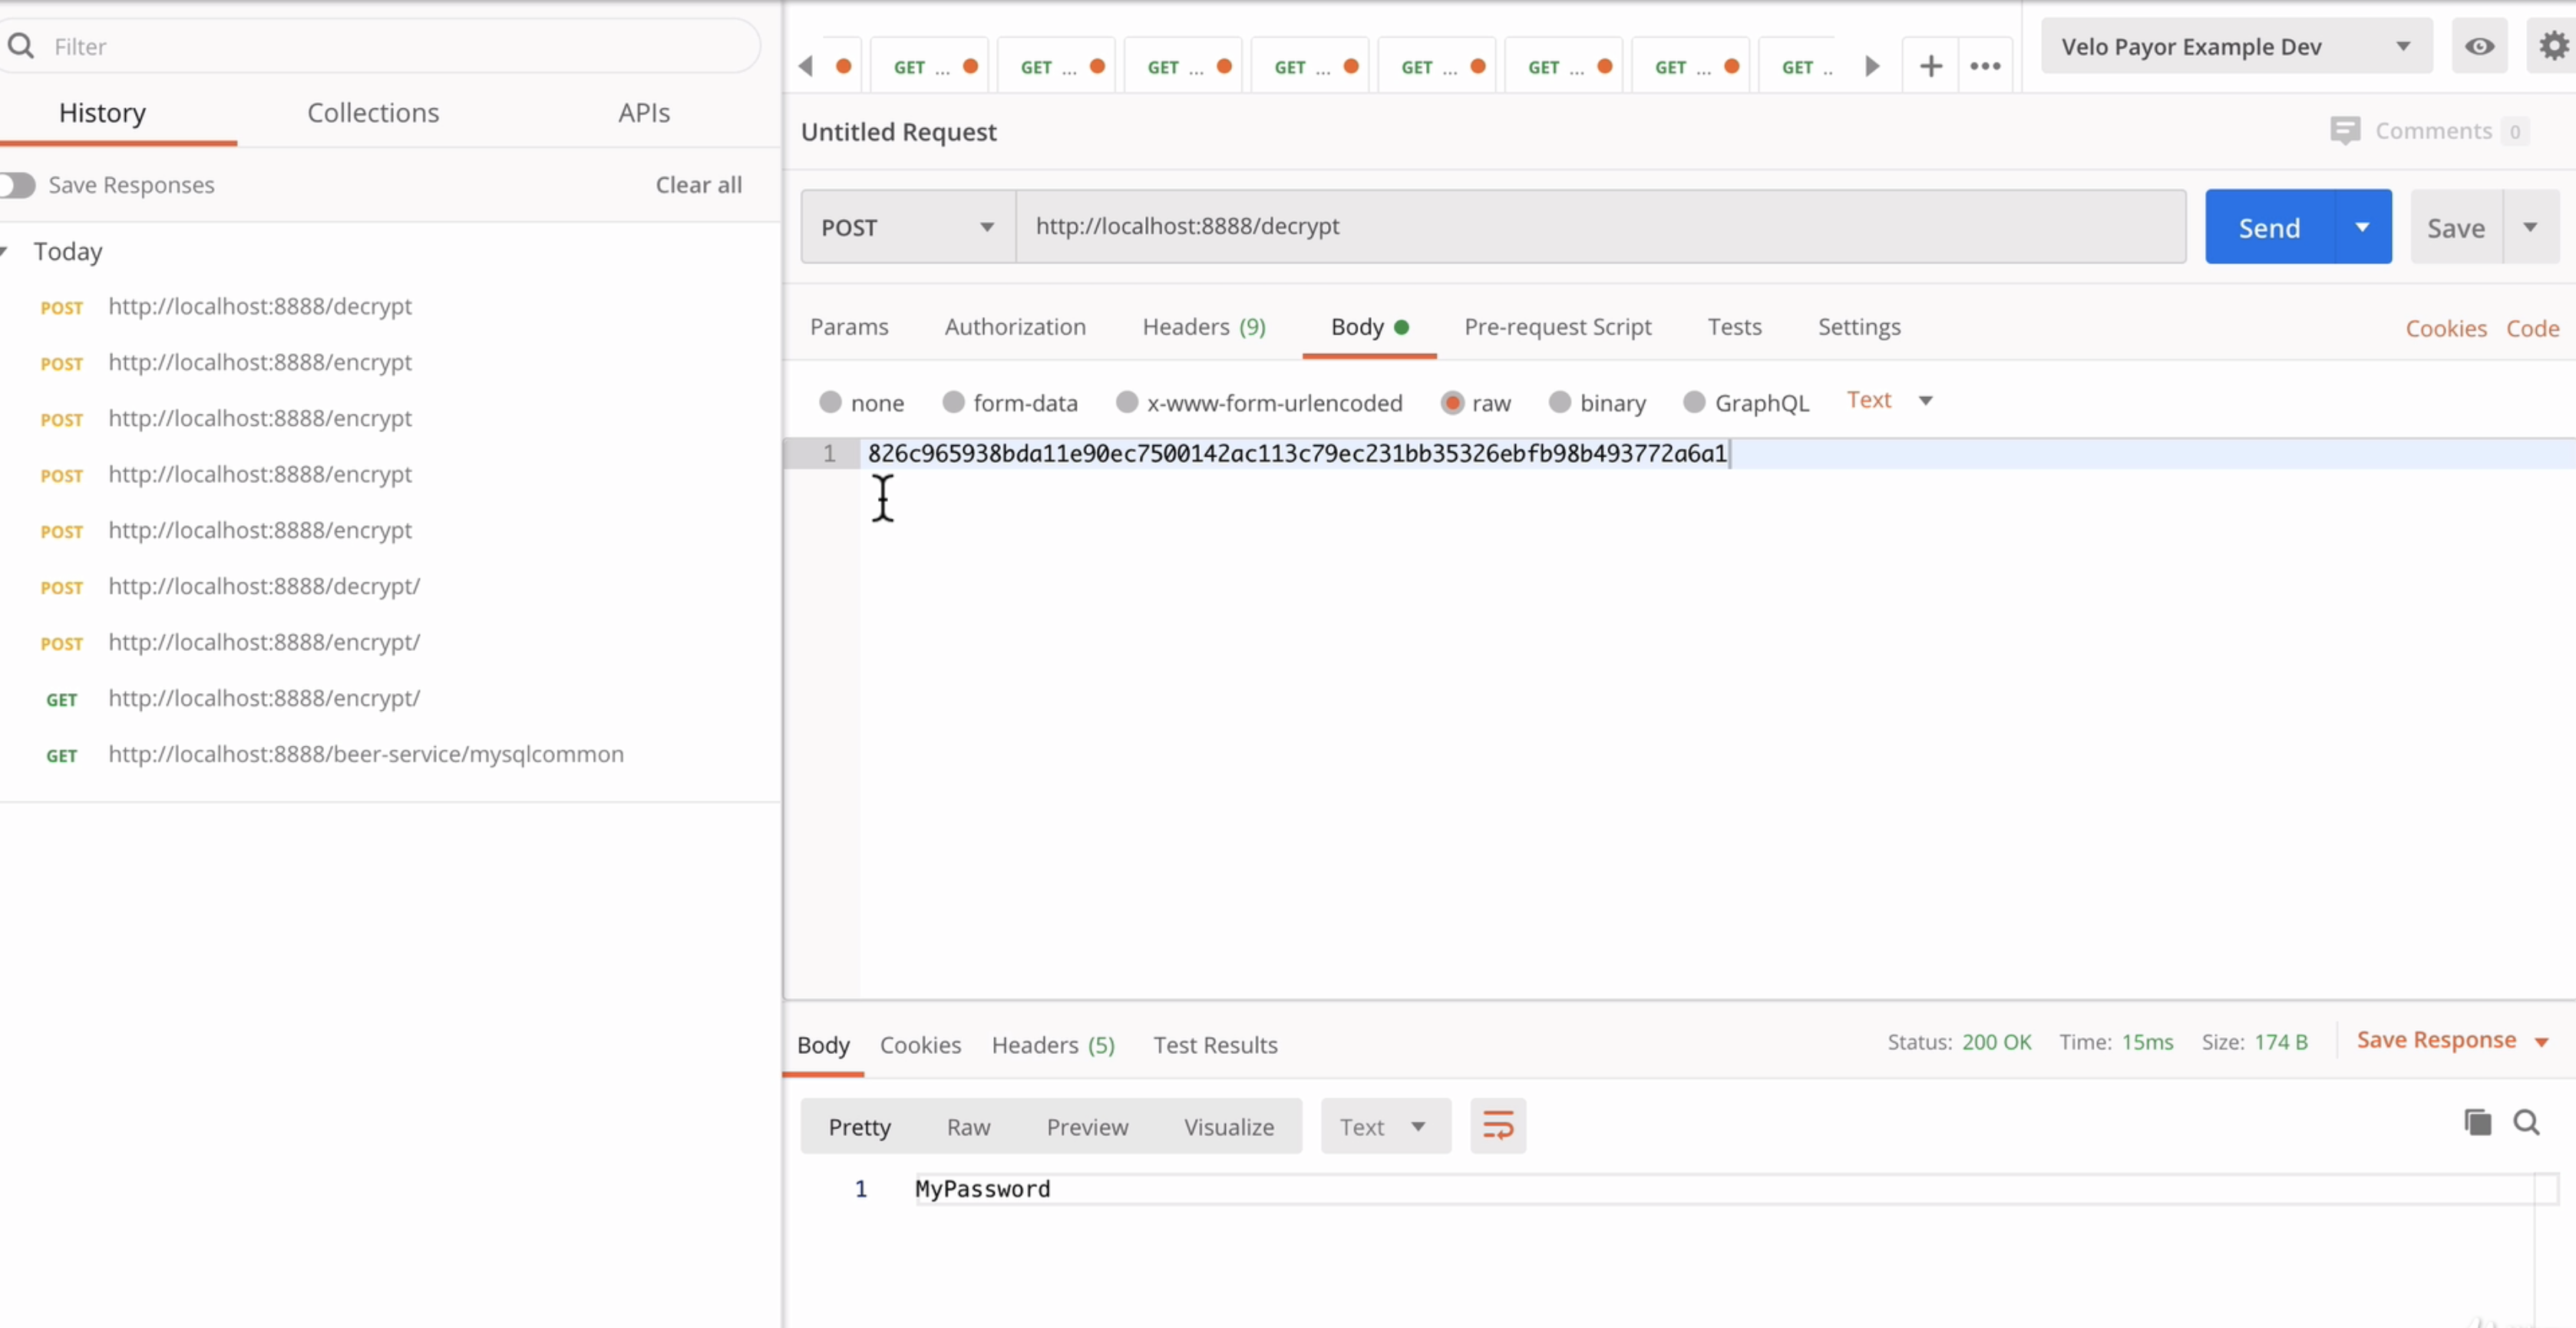 Filter
History Collections APIs
Save Responses Clear all
Today
POST http://localhost:8888/decrypt
POST http://localhost:8888/encrypt
POST http://localhost:8888/encrypt
POST http://localhost:8888/encrypt
POST http://localhost:8888/encrypt
POST http://localhost:8888/decrypt/
POST http://localhost:8888/encrypt/
GET http://localhost:8888/encrypt/
GET http://localhost:8888/beer-service/mysqlcommon
GET ... GET ... GET ... GET ... GET ... GET ... GET ... GET .. + ••• Velo Payor Example Dev
Untitled Request Comments 0
POST http://localhost:8888/decrypt Send Save
Params Authorization Headers (9) Body Pre-request Script Tests Settings Cookies Code
none form-data x-www-form-urlencoded raw binary GraphQL Text
1 826c965938bda11e90ec7500142ac113c79ec231bb35326ebfb98b493772a6a1
Body Cookies Headers (5) Test Results Status: 200 OK Time: 15ms Size: 174 B Save Response
Pretty Raw Preview Visualize Text
1 MyPassword